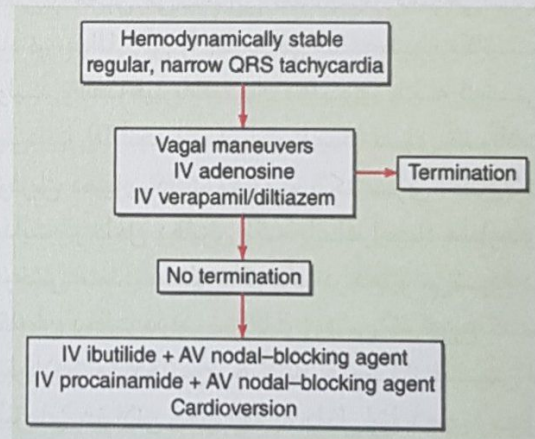 Hemodynamically stable
regular, narrow QRS tachycardia
Vagal maneuvers
IV adenosine
IV verapamil/diltiazem
Termination
No termination
IV ibutilide + AV nodal–blocking agent
IV procainamide + AV nodal–blocking agent
Cardioversion